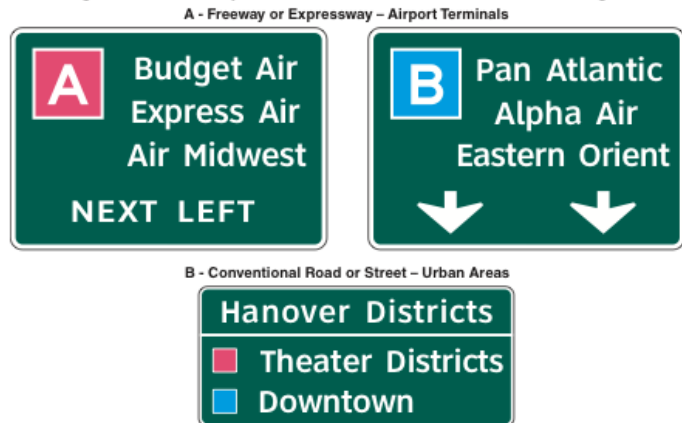 A - Freeway or Expressway – Airport Terminals
A
Budget Air
Express Air
Air Midwest
NEXT LEFT
B
Pan Atlantic
Alpha Air
Eastern Orient
B - Conventional Road or Street – Urban Areas
Hanover Districts
Theater Districts
Downtown